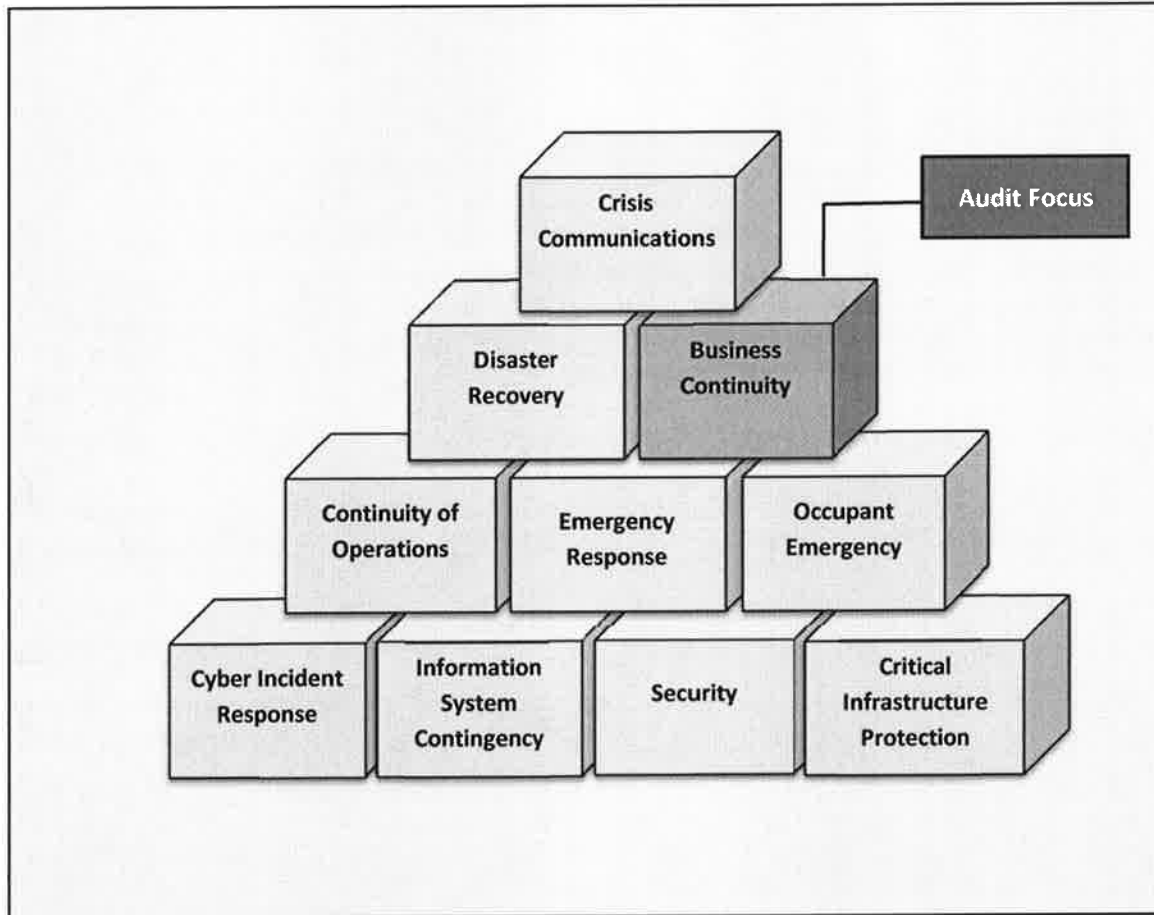 Crisis
Communications
Audit Focus
Disaster
Recovery
Business
Continuity
Continuity of
Operations
Emergency
Response
Occupant
Emergency
Cyber Incident
Response
Information
System
Contingency
Security
Critical
Infrastructure
Protection